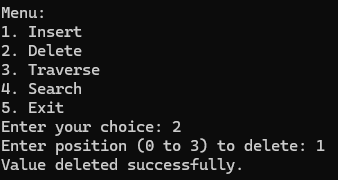 Menu:
1. Insert
2. Delete
3. Traverse
4. Search
5. Exit
Enter your choice: 2
Enter position (0 to 3) to delete: 1
Value deleted successfully.